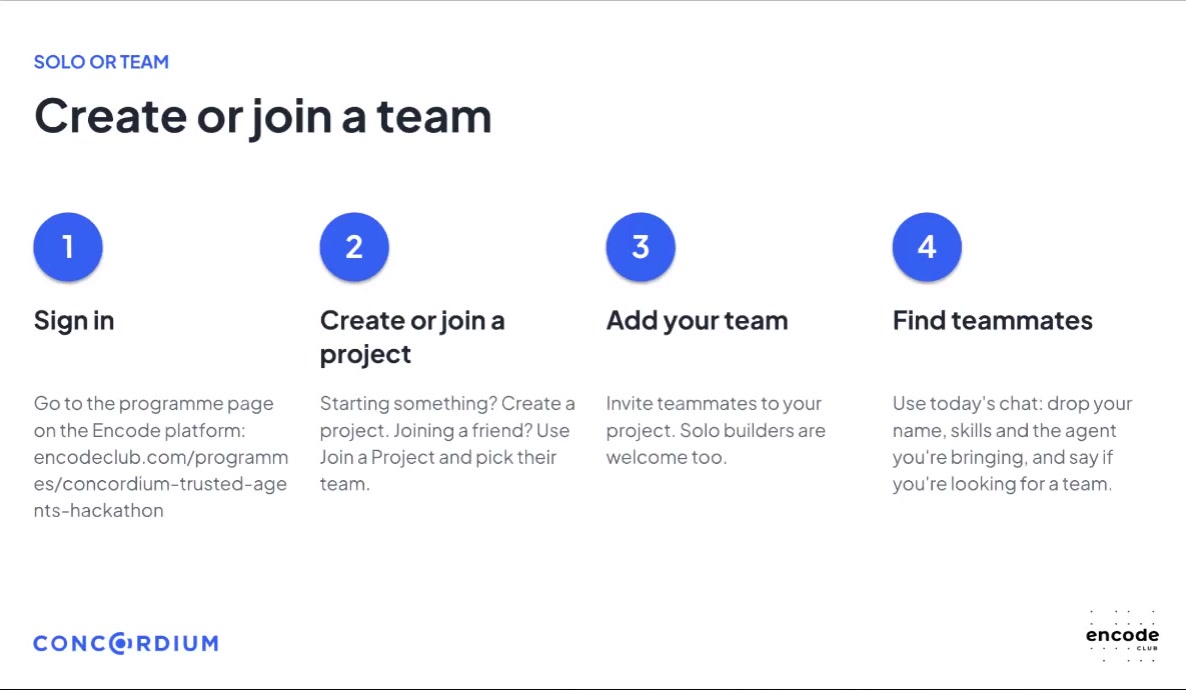 SOLO OR TEAM
Create or join a team
1
Sign in
Go to the programme page
on the Encode platform:
encodeclub.com/programm
es/concordium-trusted-age
nts-hackathon
2
Create or join a
project
Starting something? Create a
project. Joining a friend? Use
Join a Project and pick their
team.
3
Add your team
Invite teammates to your
project. Solo builders are
welcome too.
4
Find teammates
Use today's chat: drop your
name, skills and the agent
you're bringing, and say if
you're looking for a team.
CONCORDIUM
encode
CLUB